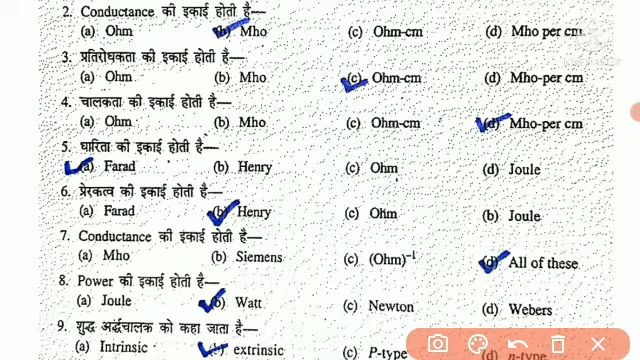 2. Conductance की इकाई होती है—
(a) Ohm (b) Mho (c) Ohm-cm (d) Mho per cm
3. प्रतिरोधकता की इकाई होती है—
(a) Ohm (b) Mho (c) Ohm-cm (d) Mho-per cm
4. चालकता की इकाई होती है—
(a) Ohm (b) Mho (c) Ohm-cm (d) Mho-per cm
5. घारिता की इकाई होती है—
(a) Farad (b) Henry (c) Ohm (d) Joule
6. प्रेरकत्व की इकाई होती है—
(a) Farad (b) Henry (c) Ohm (b) Joule
7. Conductance की इकाई होती है—
(a) Mho (b) Siemens (c) (Ohm)⁻¹ (d) All of these
8. Power की इकाई होती है—
(a) Joule (b) Watt (c) Newton (d) Webers
9. शुद्ध अर्द्धचालक को कहा जाता है—
(a) Intrinsic (b) extrinsic (c) P-type (d) n-type